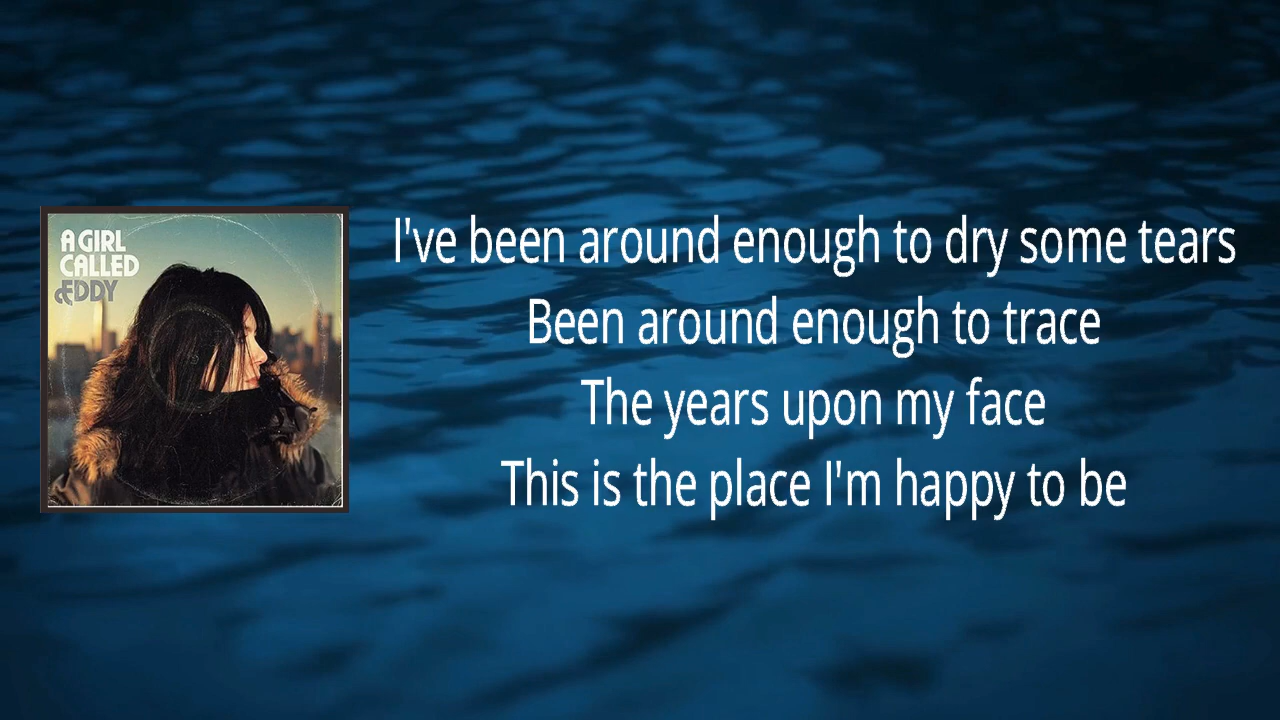 A GIRL
CALLED
EDDY
I've been around enough to dry some tears
Been around enough to trace
The years upon my face
This is the place I'm happy to be